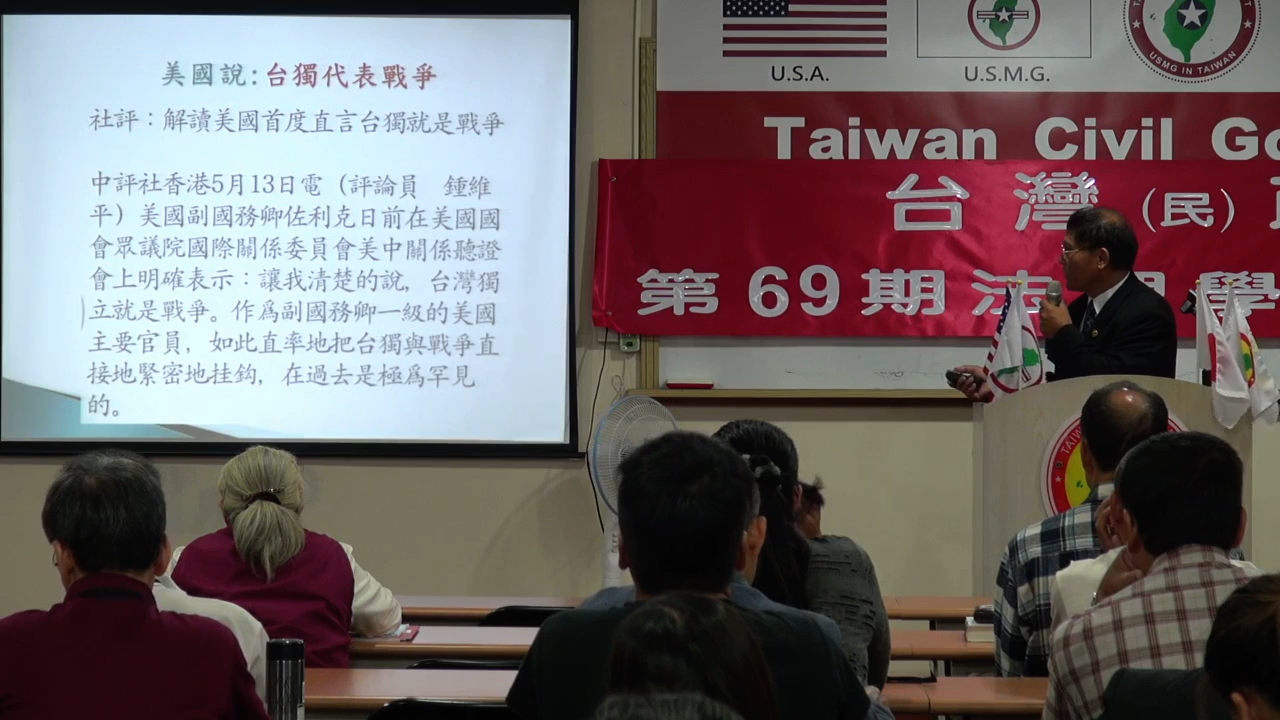 美國說:台獨代表戰爭
社評：解讀美國首度直言台獨就是戰爭
中評社香港5月13日電（評論員　鍾維
平）美國副國務卿佐利克日前在美國國
會眾議院國際關係委員會美中關係聽證
會上明確表示：讓我清楚的說，台灣獨
立就是戰爭。作爲副國務卿一級的美國
主要官員，如此直率地把台獨與戰爭直
接地緊密地挂鈎，在過去是極爲罕見
的。
U.S.A.
U.S.M.G.
USMG IN TAIWAN
Taiwan Civil Go
台灣（民）
第69期法理學
TAIWAN